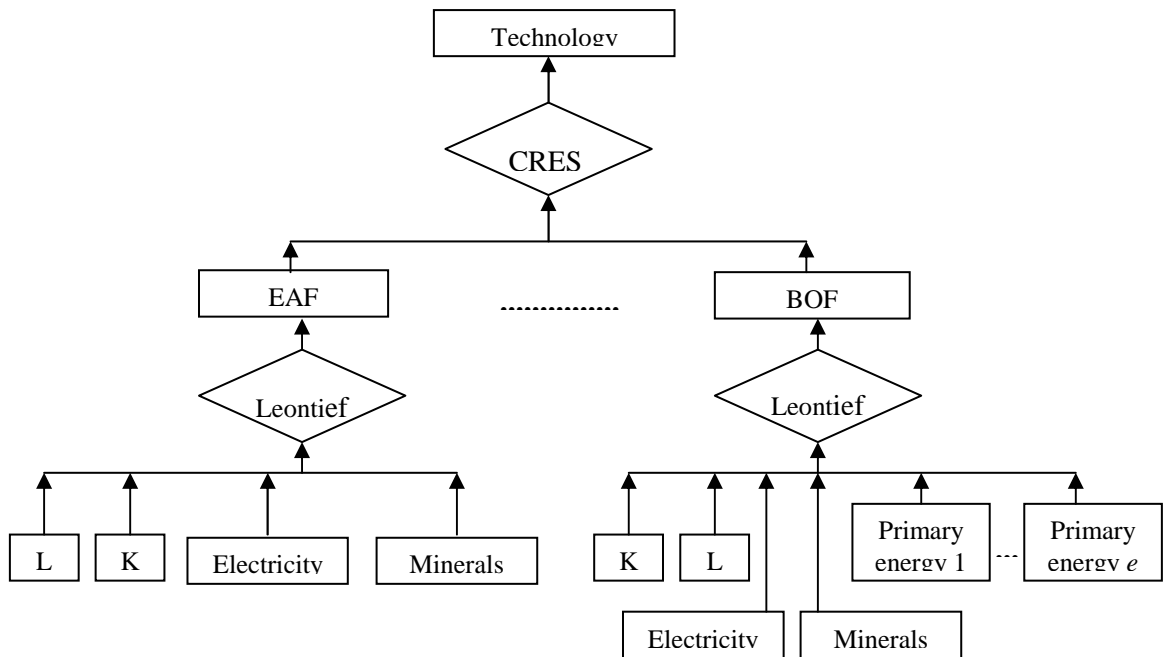 Technology
CRES
EAF
BOF
...............
Leontief
Leontief
L
K
Electricity
Minerals
K
L
Primary
energy 1
...
Primary
energy e
Electricity
Minerals